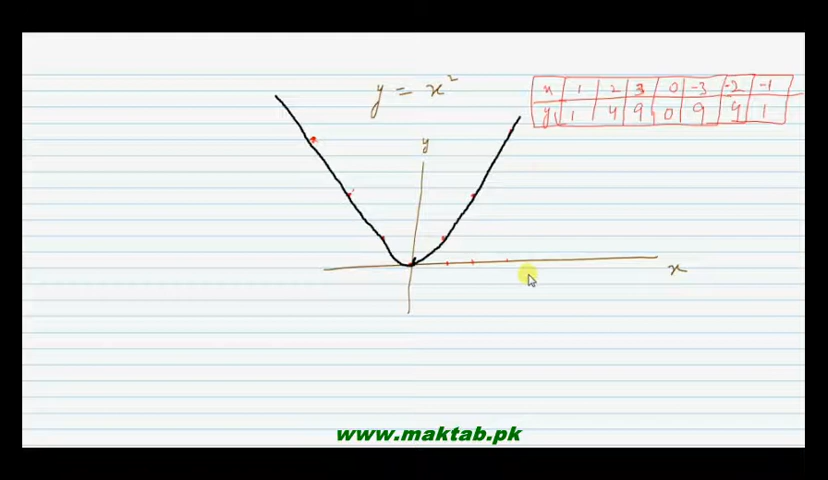 y = x²
x 1 2 3 0 -3 -2 -1
y 1 4 9 0 9 4 1
y
x
www.maktab.pk